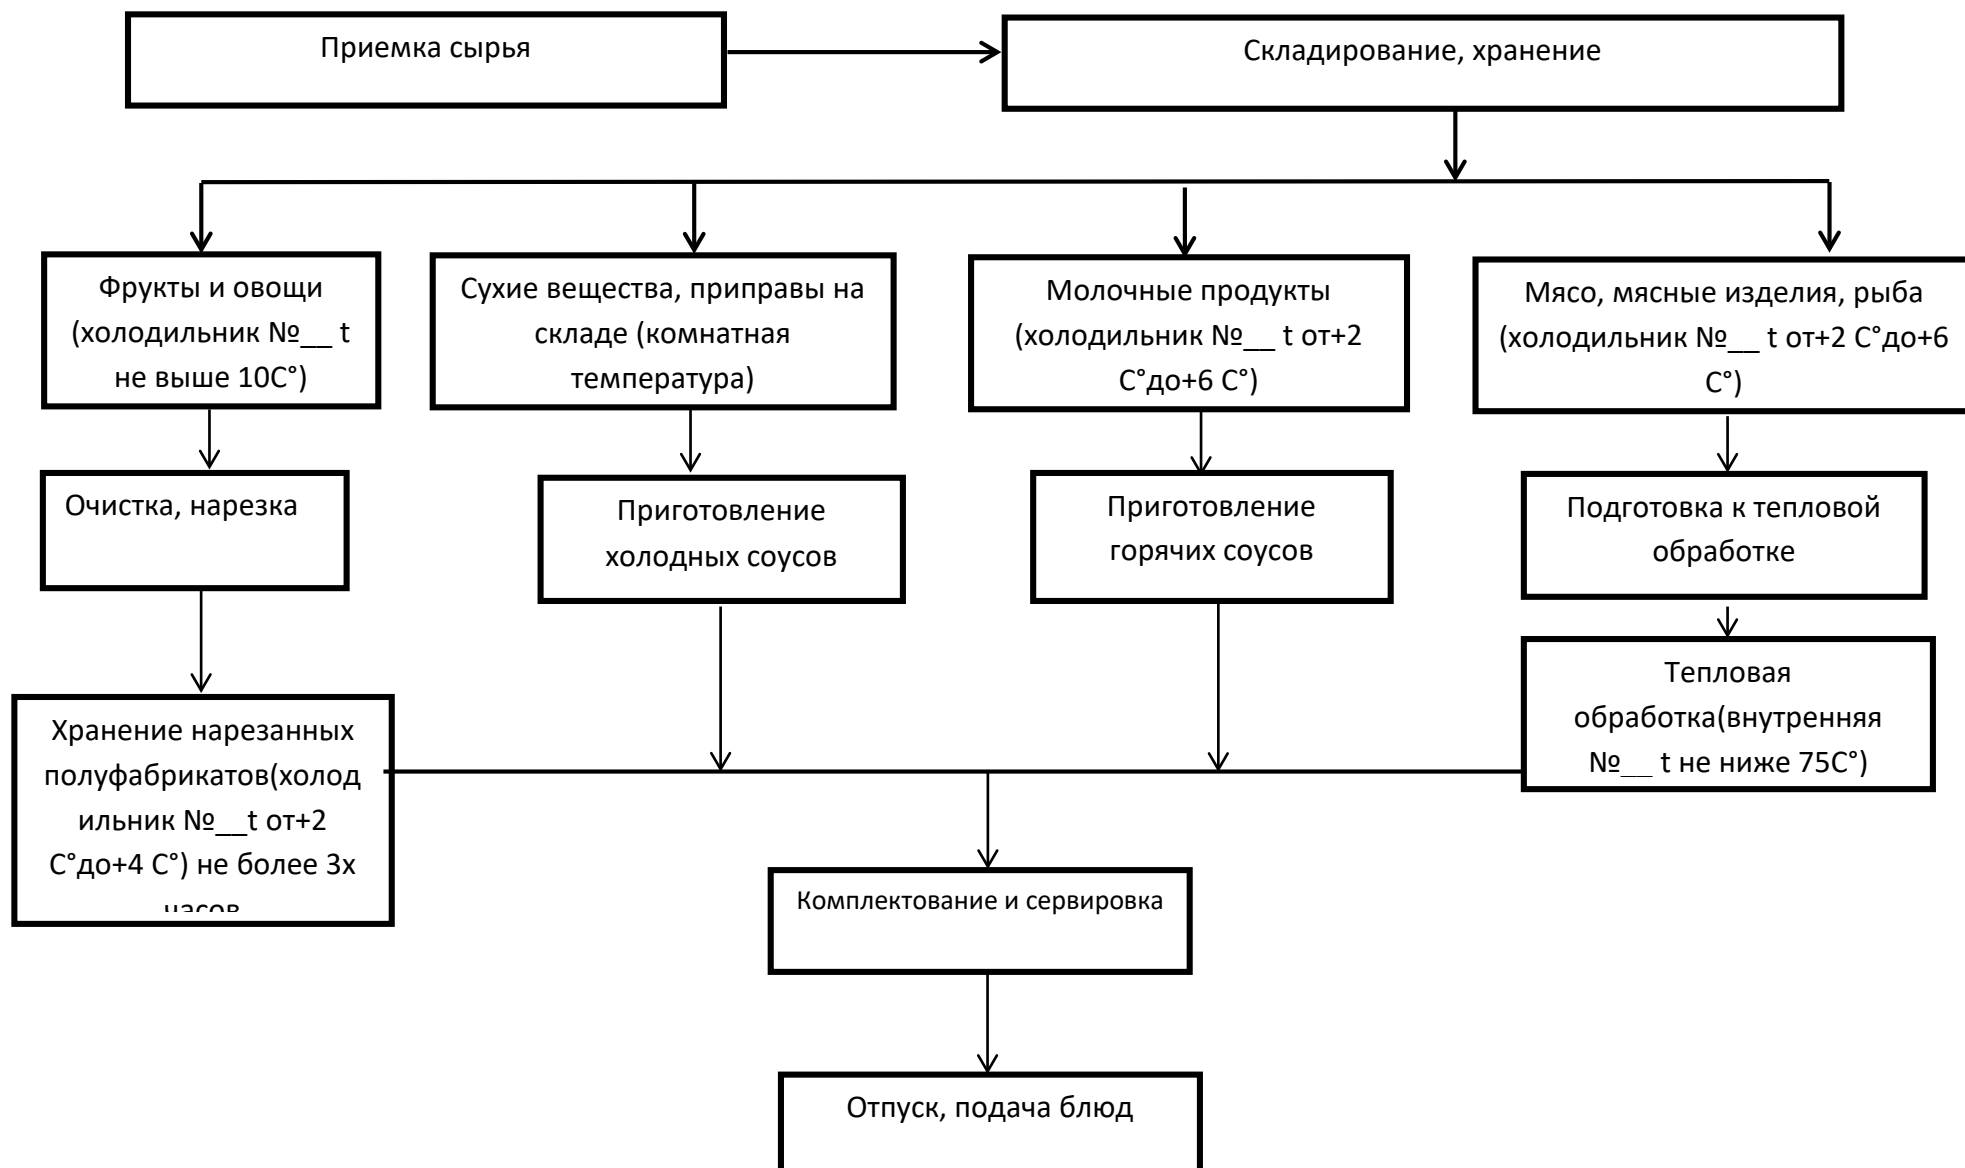 Приемка сырья
Складирование, хранение
Фрукты и овощи
(холодильник №__ t
не выше 10С°)
Сухие вещества, приправы на
складе (комнатная
температура)
Молочные продукты
(холодильник №__ t от+2
С°до+6 С°)
Мясо, мясные изделия, рыба
(холодильник №__ t от+2 С°до+6
С°)
Очистка, нарезка
Приготовление
холодных соусов
Приготовление
горячих соусов
Подготовка к тепловой
обработке
Хранение нарезанных
полуфабрикатов(холод
ильник №__t от+2
С°до+4 С°) не более 3х
часов
Тепловая
обработка(внутренняя
№__ t не ниже 75С°)
Комплектование и сервировка
Отпуск, подача блюд